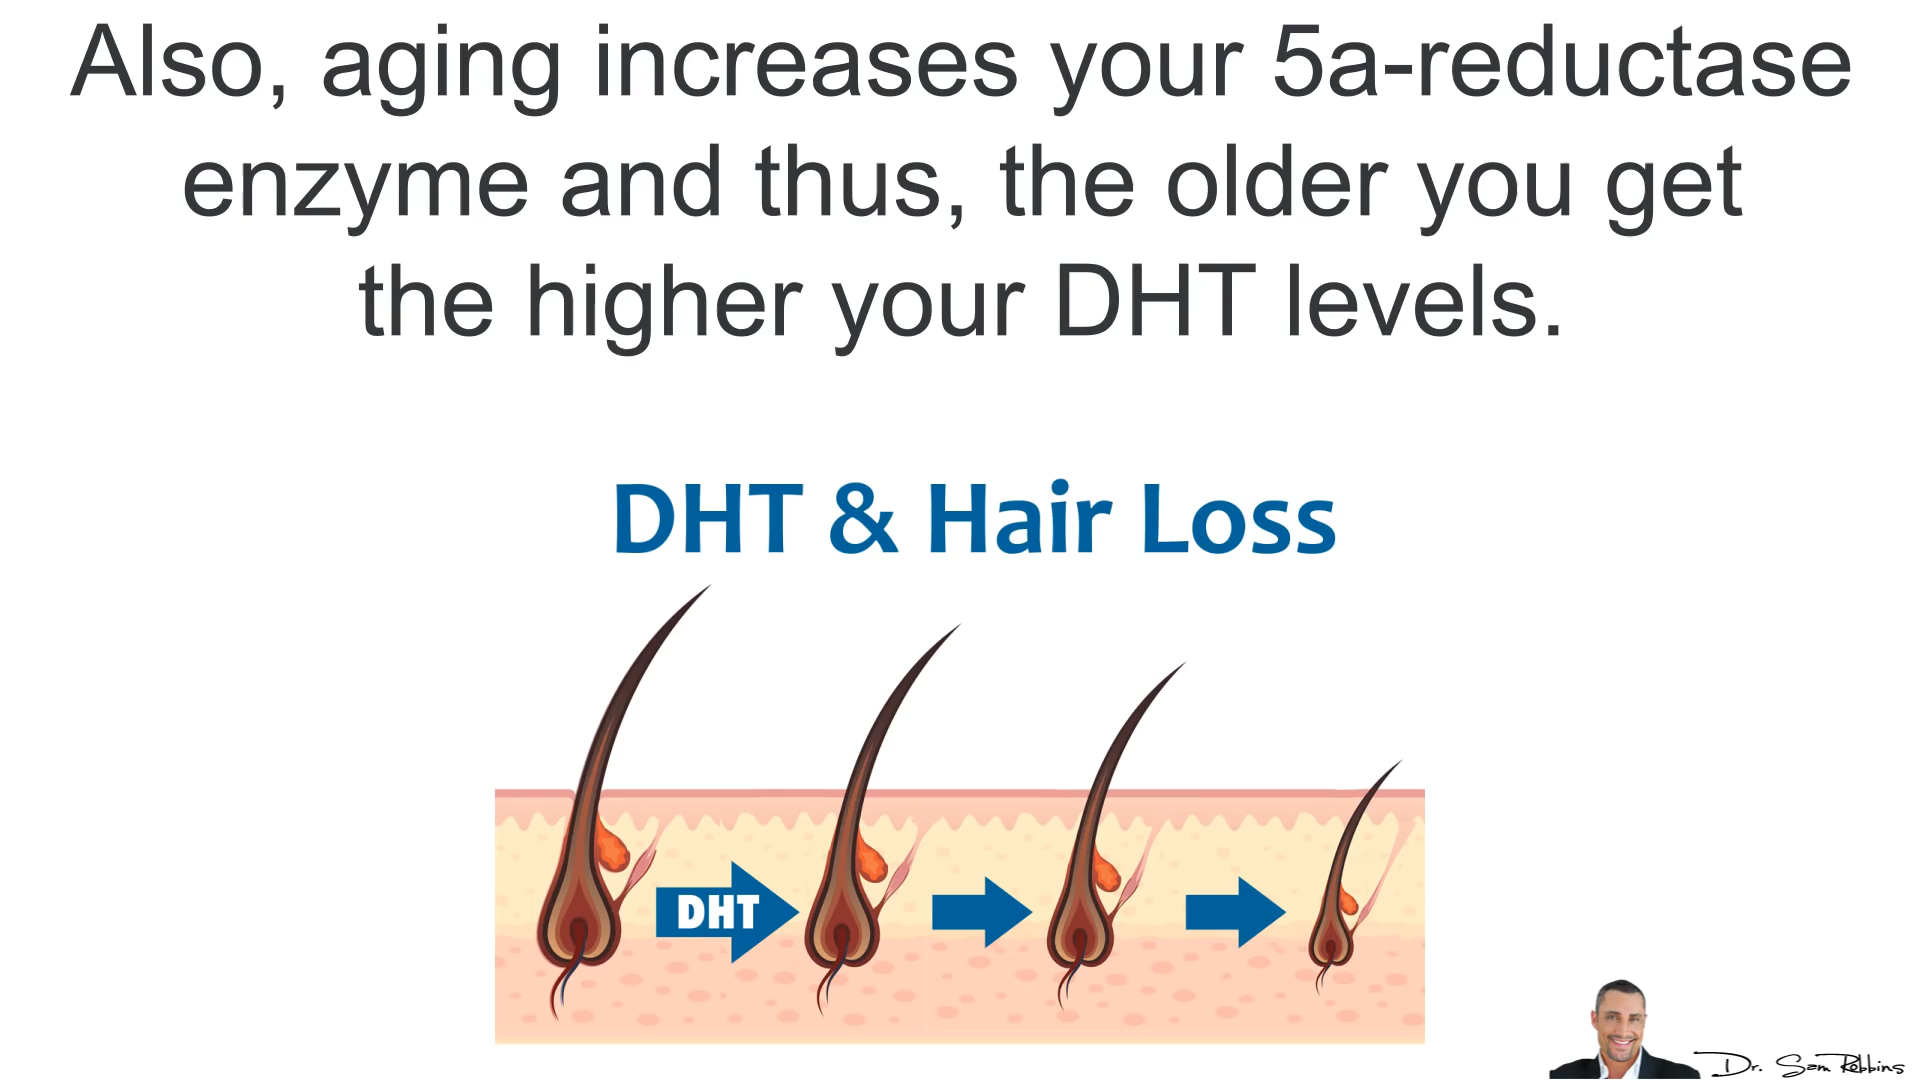 Also, aging increases your 5a-reductase
enzyme and thus, the older you get
the higher your DHT levels.
DHT & Hair Loss
DHT
Dr. Sam Robbins